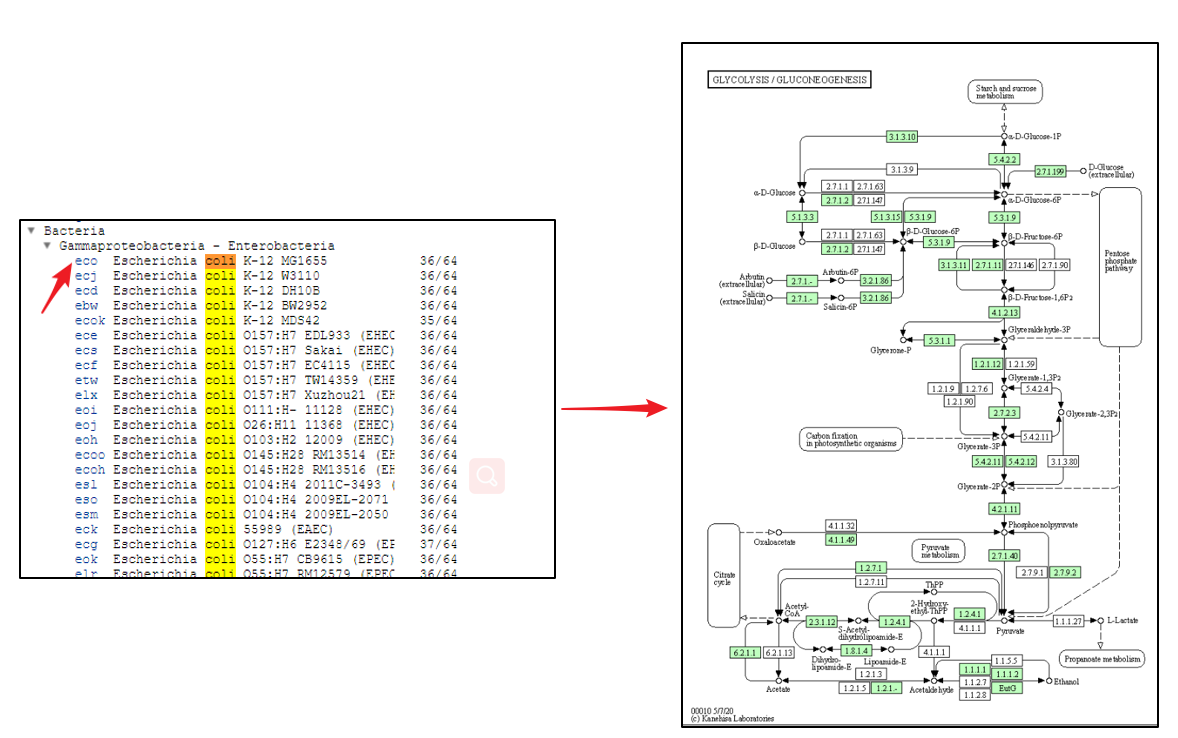 Bacteria
Gammaproteobacteria - Enterobacteria
eco Escherichia coli K-12 MG1655 36/64
ecj Escherichia coli K-12 W3110 36/64
ecd Escherichia coli K-12 DH10B 36/64
ebw Escherichia coli K-12 BW2952 36/64
ecok Escherichia coli K-12 MDS42 35/64
ece Escherichia coli O157:H7 EDL933 (EHEC 36/64
ecs Escherichia coli O157:H7 Sakai (EHEC) 36/64
ecf Escherichia coli O157:H7 EC4115 (EHEC 36/64
etw Escherichia coli O157:H7 TW14359 (EHE 36/64
elx Escherichia coli O157:H7 Xuzhou21 (EH 36/64
eoi Escherichia coli O111:H- 11128 (EHEC) 36/64
eoj Escherichia coli O26:H11 11368 (EHEC) 36/64
eoh Escherichia coli O103:H2 12009 (EHEC) 36/64
ecoo Escherichia coli O145:H28 RM13514 (EH 36/64
ecoh Escherichia coli O145:H28 RM13516 (EH 36/64
esl Escherichia coli O104:H4 2011C-3493 ( 36/64
eso Escherichia coli O104:H4 2009EL-2071 36/64
esm Escherichia coli O104:H4 2009EL-2050 36/64
eck Escherichia coli 55989 (EAEC) 36/64
ecg Escherichia coli O127:H6 E2348/69 (EP 37/64
eok Escherichia coli O55:H7 CB9615 (EPEC) 36/64
elr Escherichia coli O55:H7 RM12579 (EPEC 36/64
GLYCOLYSIS / GLUCONEOGENESIS
Starch and sucrose
metabolism
3.1.3.10
α-D-Glucose-1P
5.4.2.2
3.1.3.9
2.7.1.199
D-Glucose
(extracellular)
2.7.1.1 2.7.1.63
α-D-Glucose
2.7.1.2 2.7.1.147
α-D-Glucose-6P
5.1.3.3
5.1.3.15 5.3.1.9
5.3.1.9
2.7.1.1 2.7.1.63
β-D-Glucose-6P
β-D-Glucose
2.7.1.2 2.7.1.147
5.3.1.9
β-D-Fructose-6P
Pentose
phosphate
pathway
3.1.3.11 2.7.1.11 2.7.1.146 2.7.1.90
Arbutin
(extracellular)
2.7.1.-
Arbutin-6P
3.2.1.86
Salicin
(extracellular)
2.7.1.-
Salicin-6P
3.2.1.86
β-D-Fructose-1,6P2
4.1.2.13
Glyceraldehyde-3P
5.3.1.1
Glycerone-P
1.2.1.12 1.2.1.59
Glycerate-1,3P2
1.2.1.9 1.2.7.6
5.4.2.4
1.2.1.90
2.7.2.3
Glycerate-2,3P2
Carbon fixation
in photosynthetic organisms
5.4.2.11
Glycerate-3P
5.4.2.11 5.4.2.12
3.1.3.80
Glycerate-2P
4.2.1.11
4.1.1.32
Phosphoenolpyruvate
Oxaloacetate
4.1.1.49
Pyruvate
metabolism
2.7.1.40
Citrate
cycle
1.2.7.1
2.7.9.1 2.7.9.2
1.2.7.11
ThPP
Acetyl-
CoA
2-Hydroxy-
ethyl-ThPP
2.3.1.12
1.2.4.1
1.2.4.1
4.1.1.1
Pyruvate
1.1.1.27
L-Lactate
S-Acetyl-
dihydrolipoamide-E
6.2.1.1 6.2.1.13
1.8.1.4
Dihydro-
lipoamide-E
Lipoamide-E
4.1.1.1
Propanoate metabolism
1.1.5.5
1.2.1.3
1.1.1.1 1.1.1.2
Acetate
1.2.1.5 1.2.1.-
Acetaldehyde
1.1.2.7 EutG
1.1.2.8
Ethanol
00010 5/7/20
(c) Kanehisa Laboratories